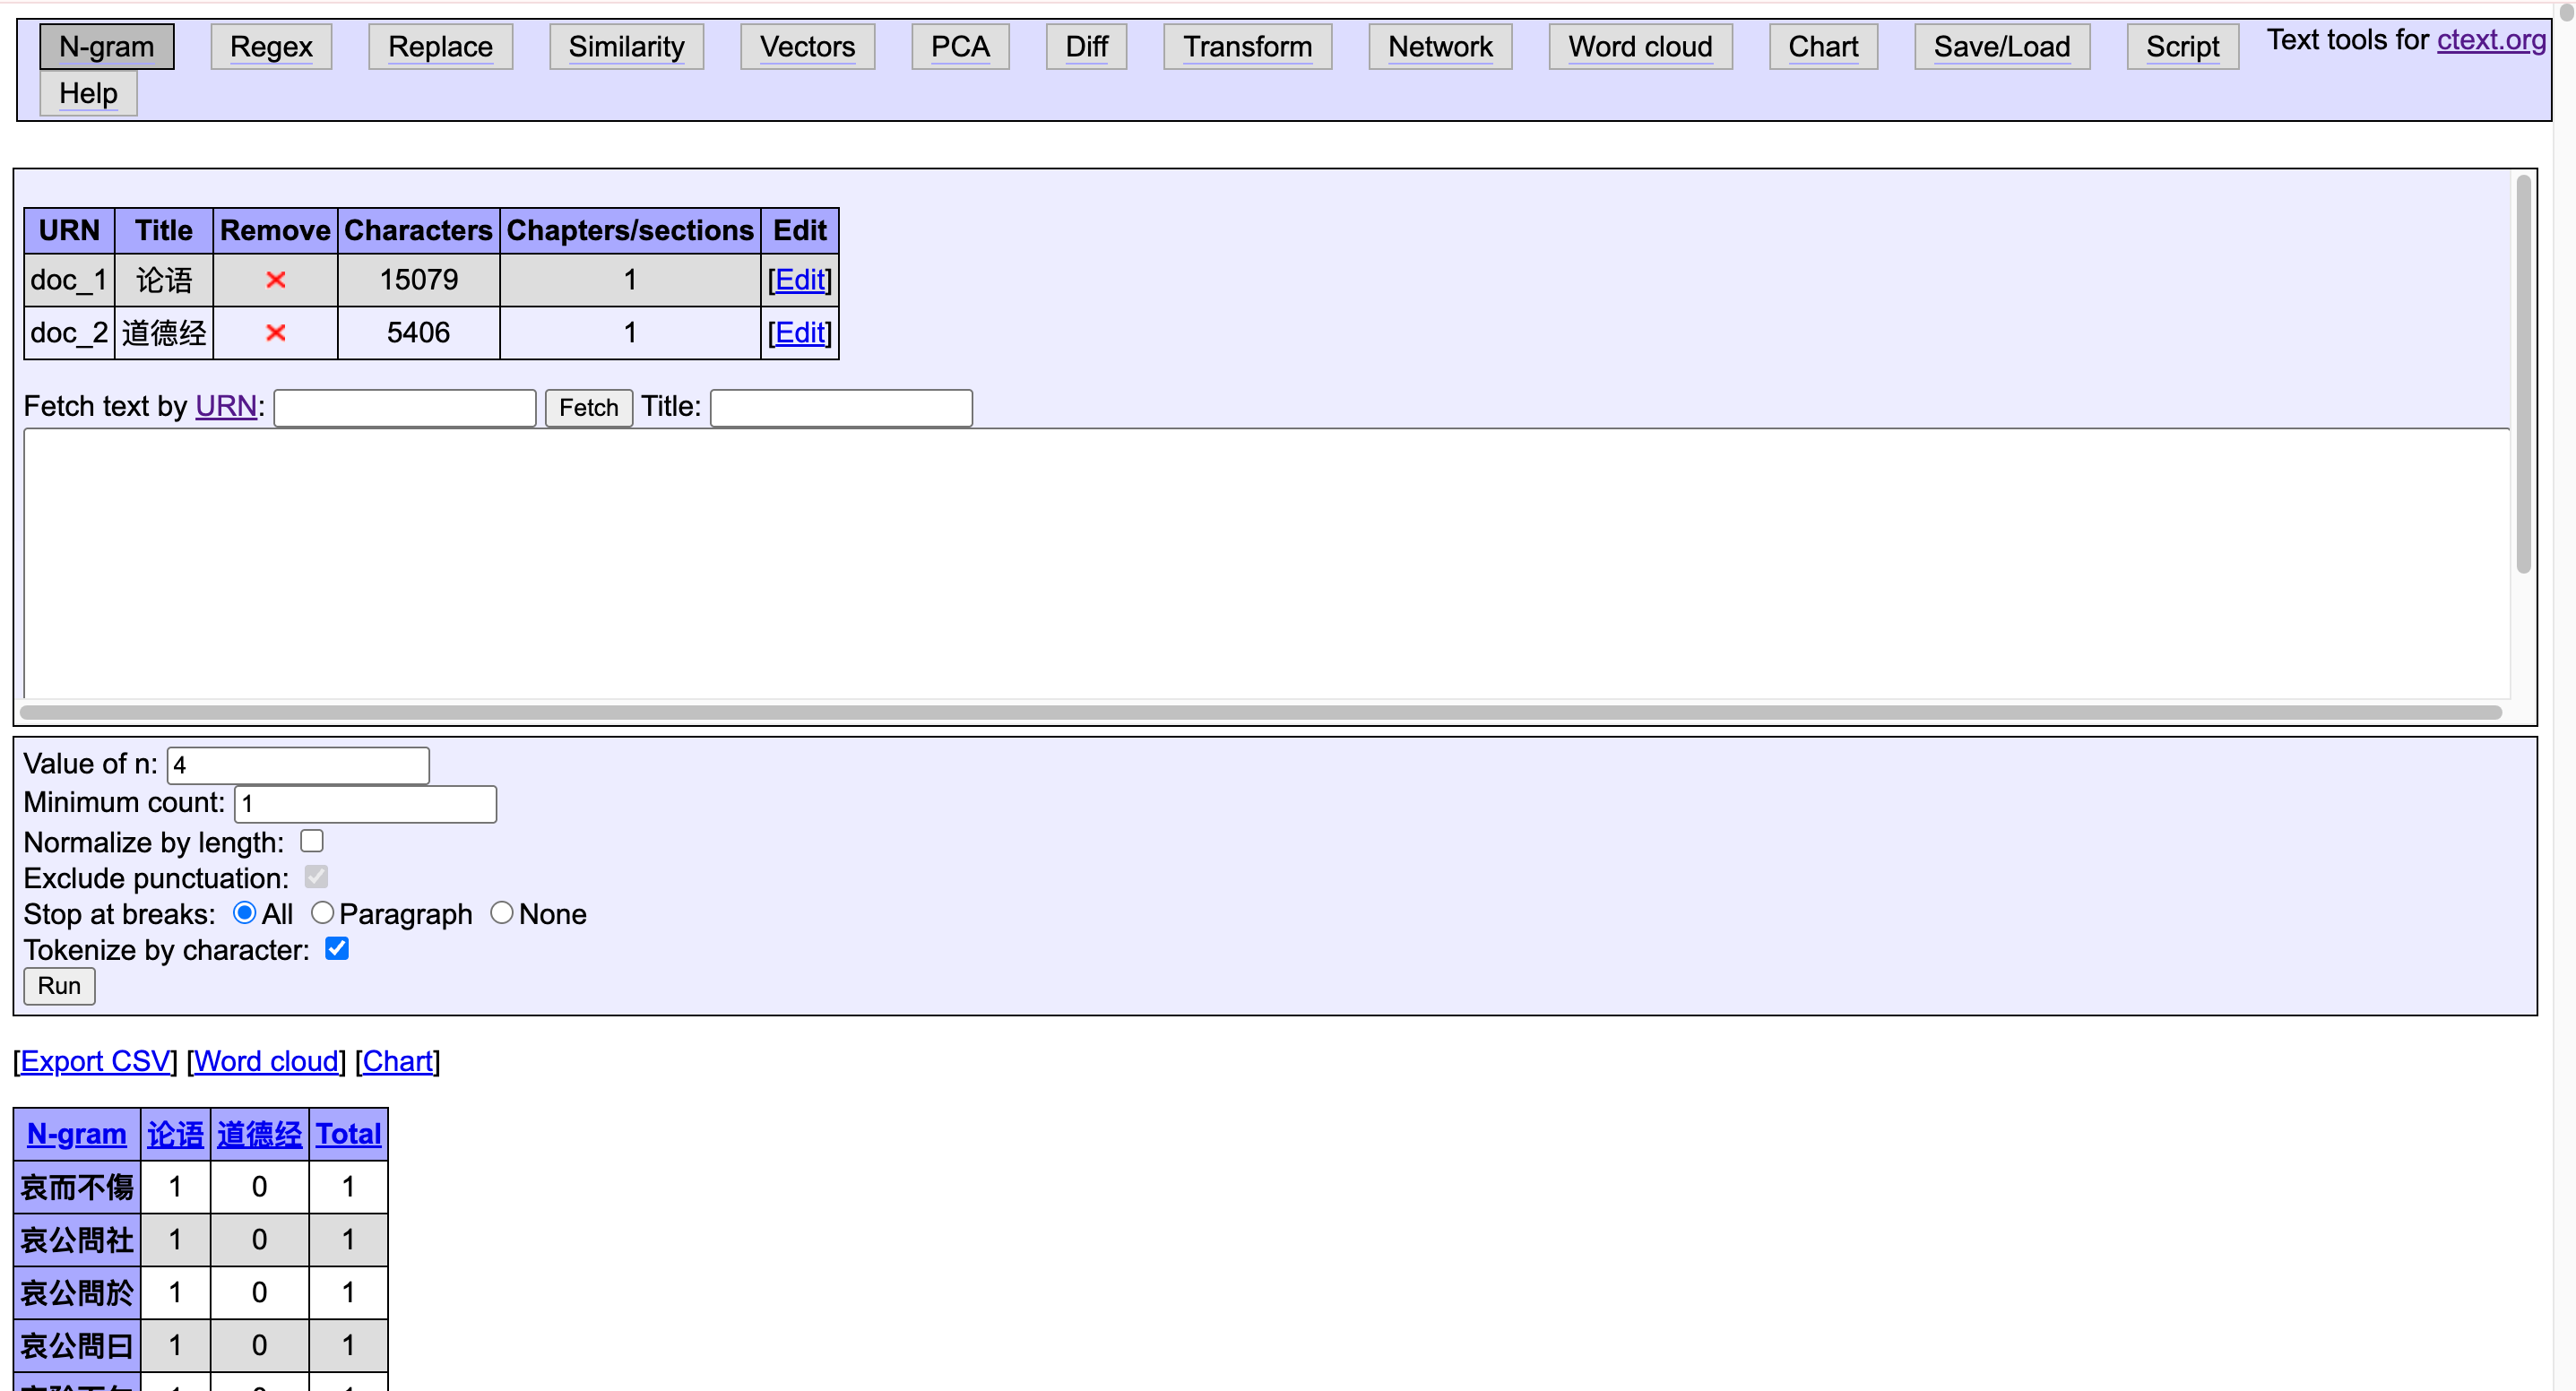 N-gram Regex Replace Similarity Vectors PCA Diff Transform Network Word cloud Chart Save/Load Script Text tools for ctext.org
Help
URN Title Remove Characters Chapters/sections Edit
doc_1 论语 15079 1 [Edit]
doc_2 道德经 5406 1 [Edit]
Fetch text by URN: Fetch Title:
Value of n: 4
Minimum count: 1
Normalize by length:
Exclude punctuation:
Stop at breaks: All Paragraph None
Tokenize by character:
Run
[Export CSV] [Word cloud] [Chart]
N-gram 论语 道德经 Total
哀而不傷 1 0 1
哀公問社 1 0 1
哀公問於 1 0 1
哀公問曰 1 0 1